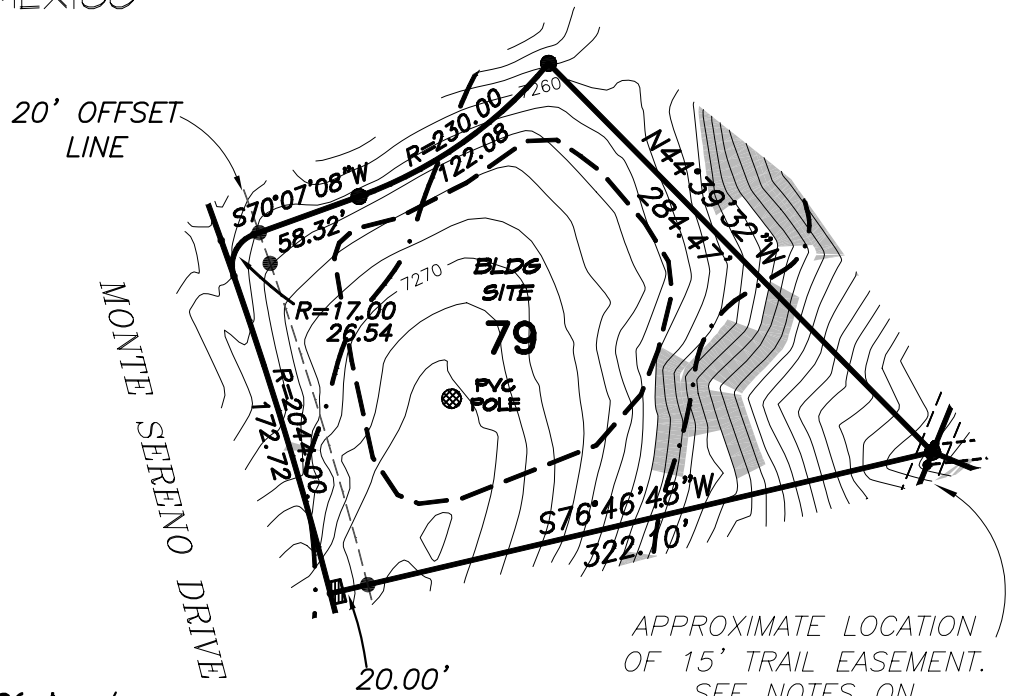 20' OFFSET
LINE
7260
R=230.00
122.08
S70°07'08"W
58.32'
N44°39'32"W
284.47'
7270
BLDG
SITE
79
PVC
POLE
R=17.00
26.54
R=2044.00
172.72
MONTE SERENO DRIVE
S76°46'48"W
322.10'
20.00'
APPROXIMATE LOCATION
OF 15' TRAIL EASEMENT.
SEE NOTES ON